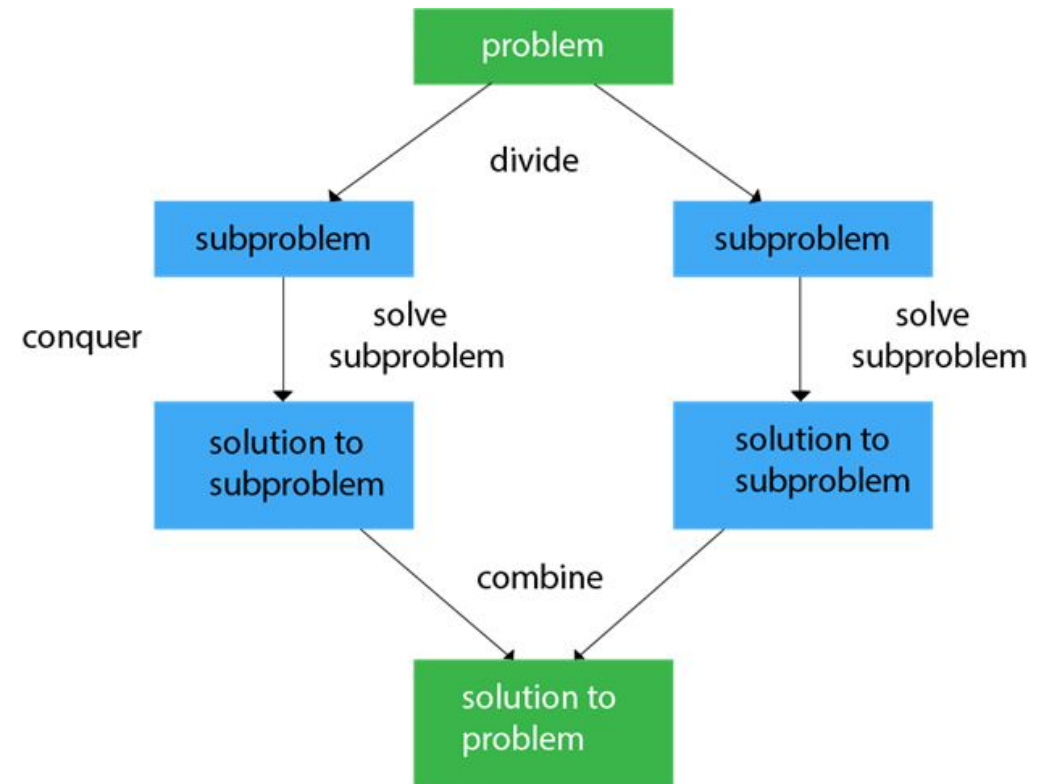 problem
divide
subproblem
subproblem
conquer
solve
subproblem
solve
subproblem
solution to
subproblem
solution to
subproblem
combine
solution to
problem